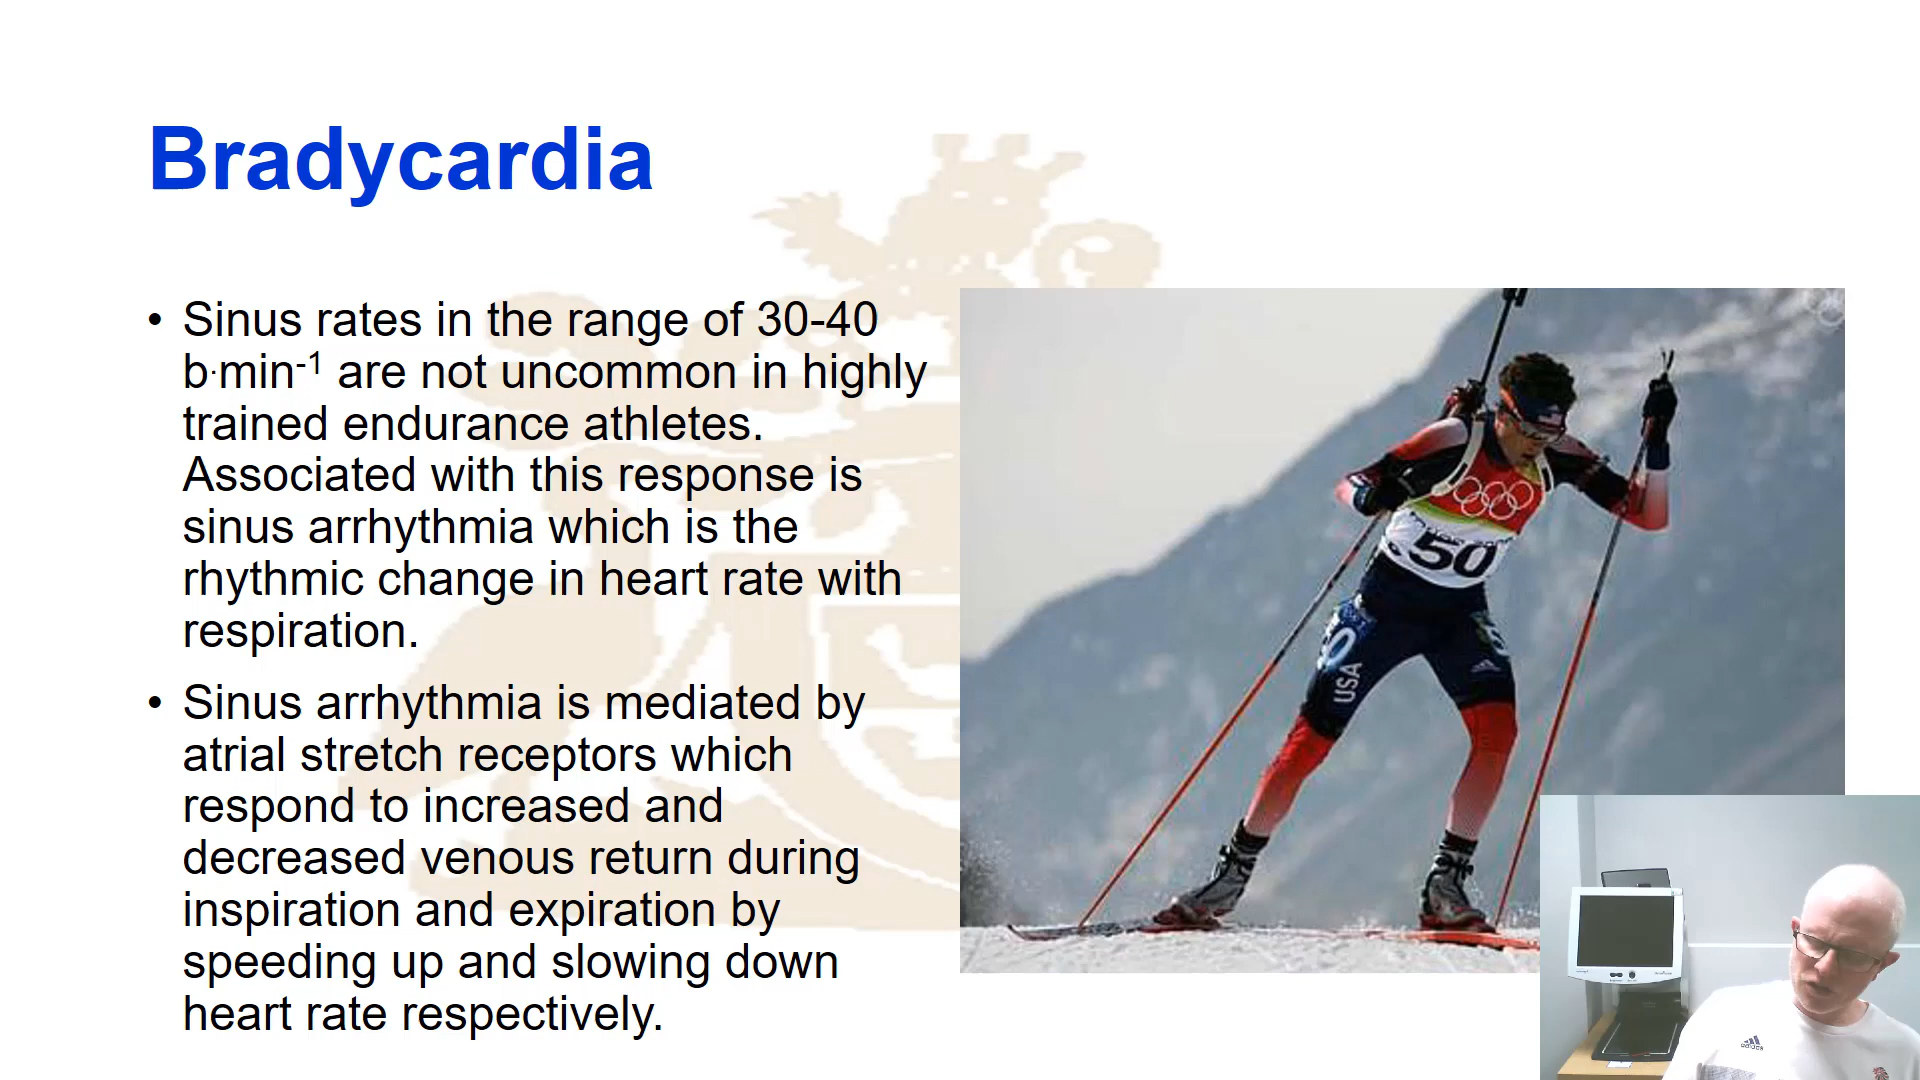 Bradycardia
• Sinus rates in the range of 30-40
b·min-1 are not uncommon in highly
trained endurance athletes.
Associated with this response is
sinus arrhythmia which is the
rhythmic change in heart rate with
respiration.
• Sinus arrhythmia is mediated by
atrial stretch receptors which
respond to increased and
decreased venous return during
inspiration and expiration by
speeding up and slowing down
heart rate respectively.
50
USA
adidas